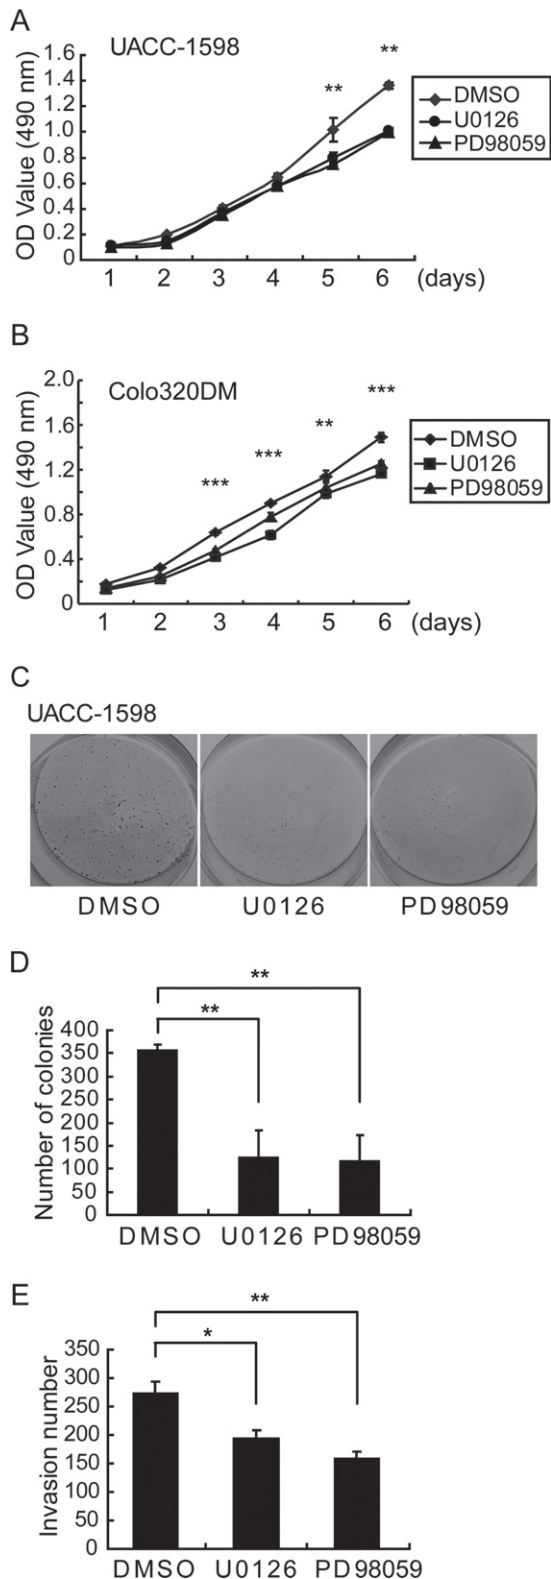 A
UACC-1598
OD Value (490 nm)
1.6
1.4
1.2
1.0
0.8
0.6
0.4
0.2
0
**
**
DMSO
U0126
PD98059
1 2 3 4 5 6 (days)
B
Colo320DM
OD Value (490 nm)
2.0
1.6
1.2
0.8
0.4
0
***
***
**
***
DMSO
U0126
PD98059
1 2 3 4 5 6 (days)
C
UACC-1598
DMSO U0126 PD98059
D
**
**
Number of colonies
400
350
300
250
200
150
100
50
0
DMSO U0126 PD98059
E
**
*
Invasion number
350
300
250
200
150
100
50
0
DMSO U0126 PD98059